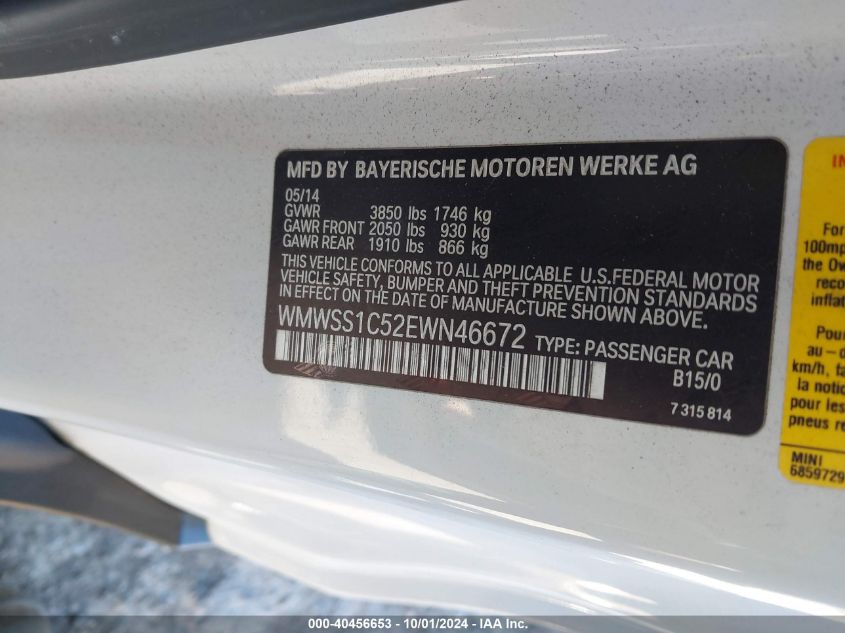 MFD BY BAYERISCHE MOTOREN WERKE AG
05/14
GVWR 3850 lbs 1746 kg
GAWR FRONT 2050 lbs 930 kg
GAWR REAR 1910 lbs 866 kg
THIS VEHICLE CONFORMS TO ALL APPLICABLE U.S.FEDERAL MOTOR
VEHICLE SAFETY, BUMPER AND THEFT PREVENTION STANDARDS
IN EFFECT ON THE DATE OF MANUFACTURE SHOWN ABOVE.
WMWSS1C52EWN46672 TYPE: PASSENGER CAR
B15/0
7 315 814
For
100mp
the Ow
reco
inflat
Pou
au-d
km/h, fa
la notic
pour les
pneus re
MINI
6859729
000-40456653 - 10/01/2024 - IAAI Inc.